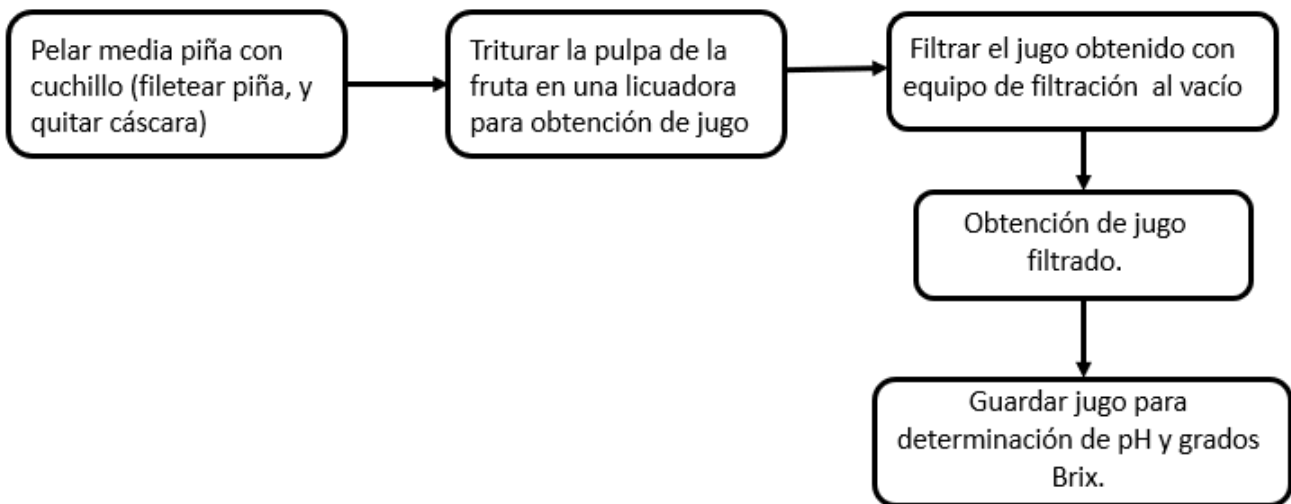 Pelar media piña con
cuchillo (filetear piña, y
quitar cáscara)
Triturar la pulpa de la
fruta en una licuadora
para obtención de jugo
Filtrar el jugo obtenido con
equipo de filtración al vacío
Obtención de jugo
filtrado.
Guardar jugo para
determinación de pH y grados
Brix.